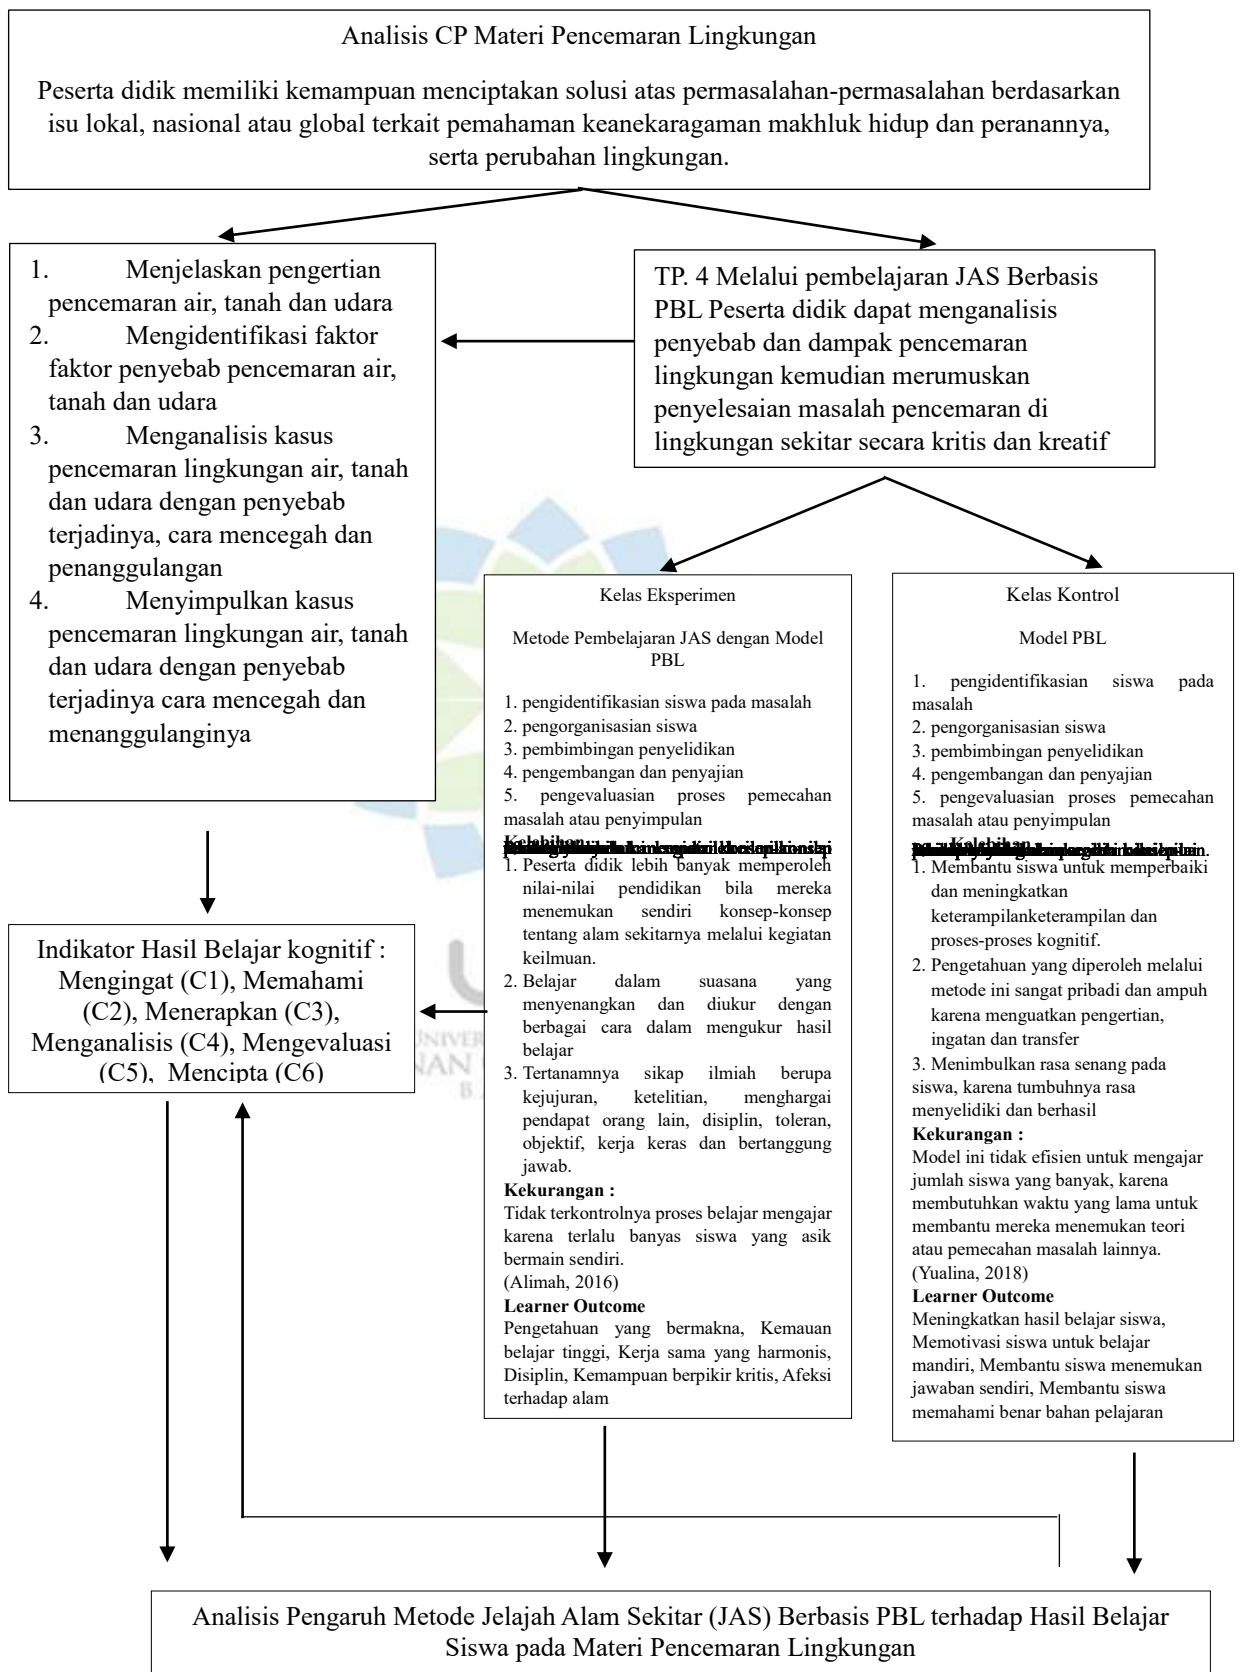 Analisis CP Materi Pencemaran Lingkungan
Peserta didik memiliki kemampuan menciptakan solusi atas permasalahan-permasalahan berdasarkan
isu lokal, nasional atau global terkait pemahaman keanekaragaman makhluk hidup dan peranannya,
serta perubahan lingkungan.
1. Menjelaskan pengertian
pencemaran air, tanah dan udara
2. Mengidentifikasi faktor
faktor penyebab pencemaran air,
tanah dan udara
3. Menganalisis kasus
pencemaran lingkungan air, tanah
dan udara dengan penyebab
terjadinya, cara mencegah dan
penanggulangan
4. Menyimpulkan kasus
pencemaran lingkungan air, tanah
dan udara dengan penyebab
terjadinya cara mencegah dan
menanggulanginya
TP. 4 Melalui pembelajaran JAS Berbasis
PBL Peserta didik dapat menganalisis
penyebab dan dampak pencemaran
lingkungan kemudian merumuskan
penyelesaian masalah pencemaran di
lingkungan sekitar secara kritis dan kreatif
Kelas Eksperimen
Metode Pembelajaran JAS dengan Model
PBL
1. pengidentifikasian siswa pada masalah
2. pengorganisasian siswa
3. pembimbingan penyelidikan
4. pengembangan dan penyajian
5. pengevaluasian proses pemecahan
masalah atau penyimpulan
Kelebihan
1. Peserta didik lebih banyak memperoleh
nilai-nilai pendidikan bila mereka
menemukan sendiri konsep-konsep
tentang alam sekitarnya melalui kegiatan
keilmuan.
2. Belajar dalam suasana yang
menyenangkan dan diukur dengan
berbagai cara dalam mengukur hasil
belajar
3. Tertanamnya sikap ilmiah berupa
kejujuran, ketelitian, menghargai
pendapat orang lain, disiplin, toleran,
objektif, kerja keras dan bertanggung
jawab.
Kekurangan :
Tidak terkontrolnya proses belajar mengajar
karena terlalu banyas siswa yang asik
bermain sendiri.
(Alimah, 2016)
Learner Outcome
Pengetahuan yang bermakna, Kemauan
belajar tinggi, Kerja sama yang harmonis,
Disiplin, Kemampuan berpikir kritis, Afeksi
terhadap alam
Kelas Kontrol
Model PBL
1. pengidentifikasian siswa pada
masalah
2. pengorganisasian siswa
3. pembimbingan penyelidikan
4. pengembangan dan penyajian
5. pengevaluasian proses pemecahan
masalah atau penyimpulan
Kelebihan
1. Membantu siswa untuk memperbaiki
dan meningkatkan
keterampilanketerampilan dan
proses-proses kognitif.
2. Pengetahuan yang diperoleh melalui
metode ini sangat pribadi dan ampuh
karena menguatkan pengertian,
ingatan dan transfer
3. Menimbulkan rasa senang pada
siswa, karena tumbuhnya rasa
menyelidiki dan berhasil
Kekurangan :
Model ini tidak efisien untuk mengajar
jumlah siswa yang banyak, karena
membutuhkan waktu yang lama untuk
membantu mereka menemukan teori
atau pemecahan masalah lainnya.
(Yualina, 2018)
Learner Outcome
Meningkatkan hasil belajar siswa,
Memotivasi siswa untuk belajar
mandiri, Membantu siswa menemukan
jawaban sendiri, Membantu siswa
memahami benar bahan pelajaran
Indikator Hasil Belajar kognitif :
Mengingat (C1), Memahami
(C2), Menerapkan (C3),
Menganalisis (C4), Mengevaluasi
(C5), Mencipta (C6)
Analisis Pengaruh Metode Jelajah Alam Sekitar (JAS) Berbasis PBL terhadap Hasil Belajar
Siswa pada Materi Pencemaran Lingkungan